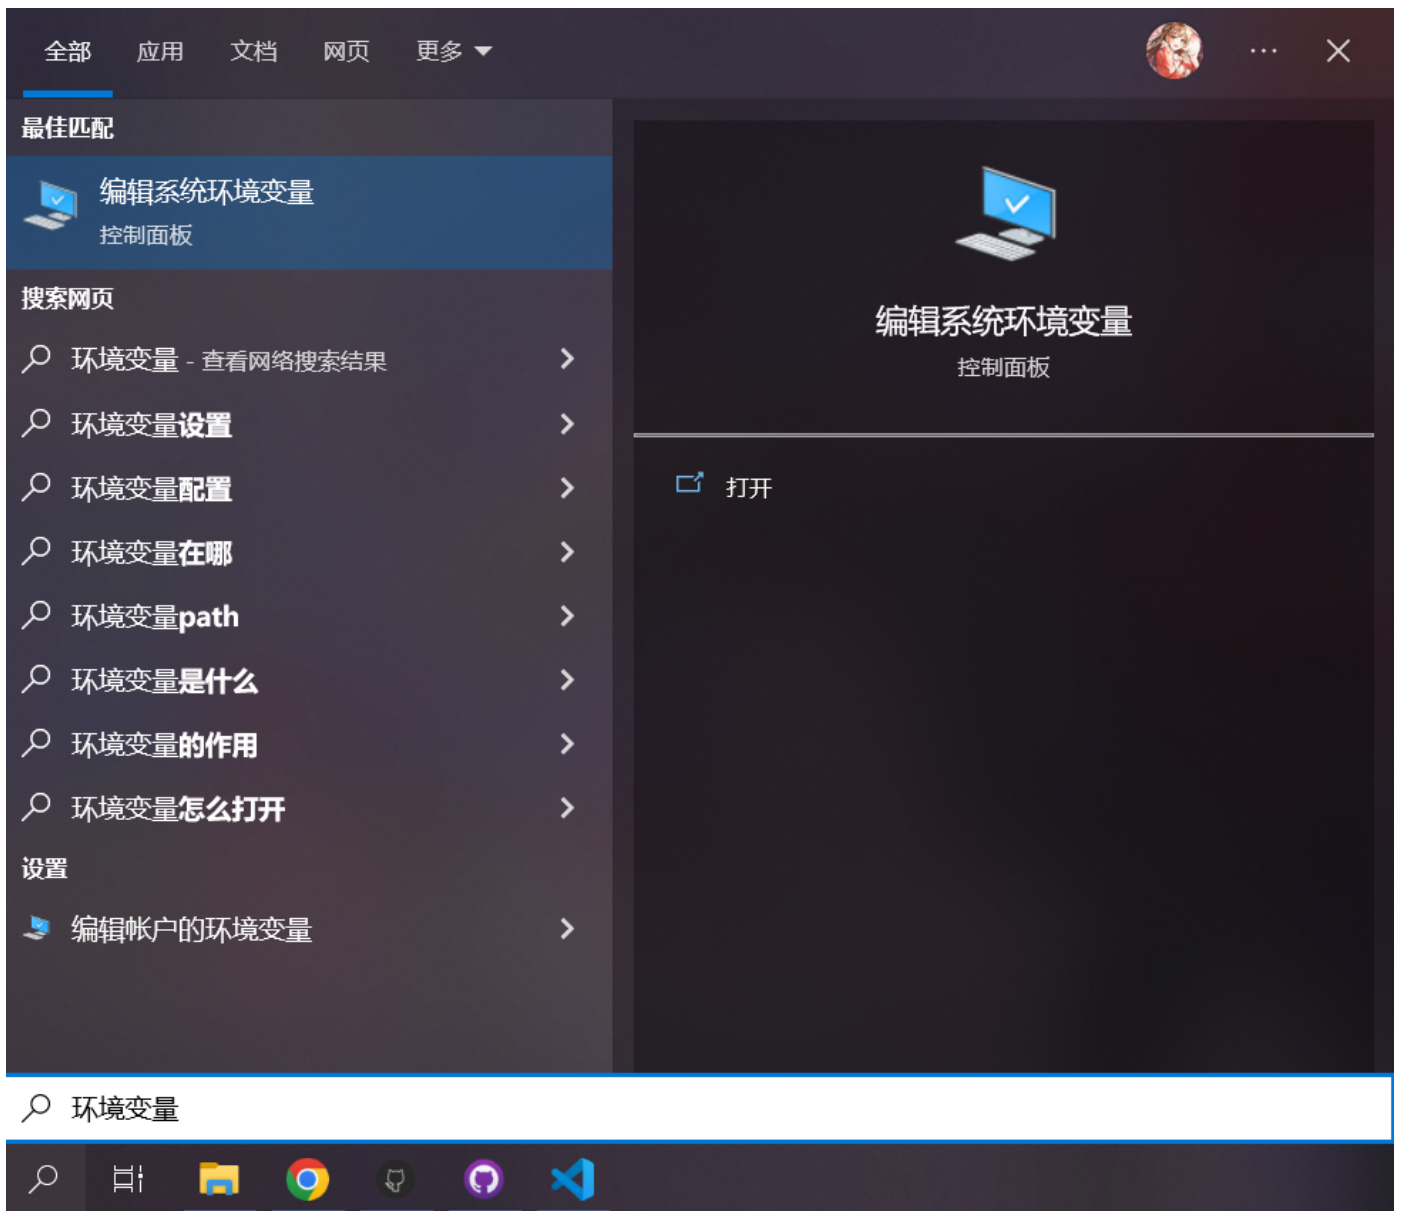 全部 应用 文档 网页 更多
最佳匹配
编辑系统环境变量
控制面板
搜索网页
环境变量 - 查看网络搜索结果
环境变量设置
环境变量配置
环境变量在哪
环境变量path
环境变量是什么
环境变量的作用
环境变量怎么打开
设置
编辑帐户的环境变量
编辑系统环境变量
控制面板
打开
环境变量